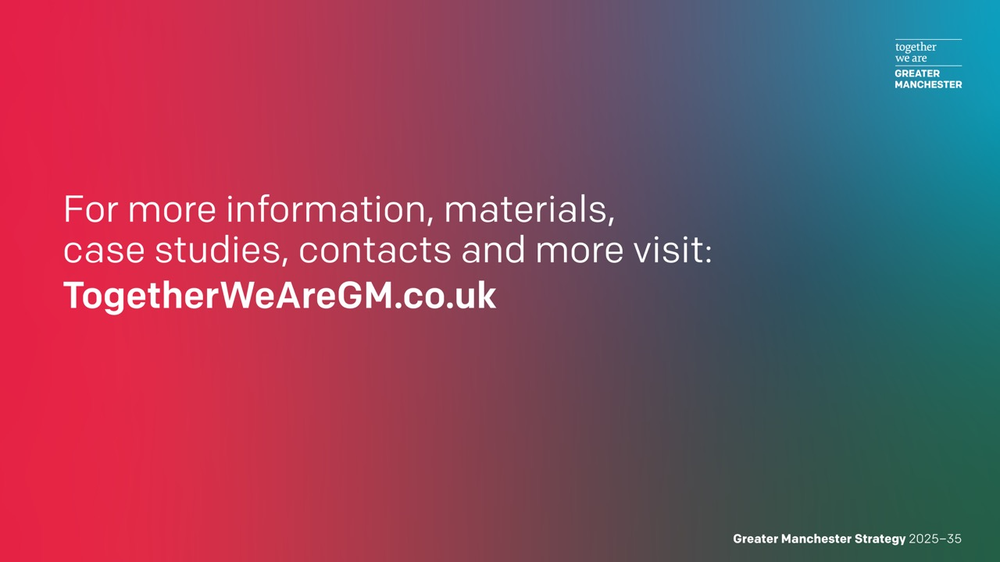 together
we are
GREATER
MANCHESTER
For more information, materials,
case studies, contacts and more visit:
TogetherWeAreGM.co.uk
Greater Manchester Strategy 2025–35